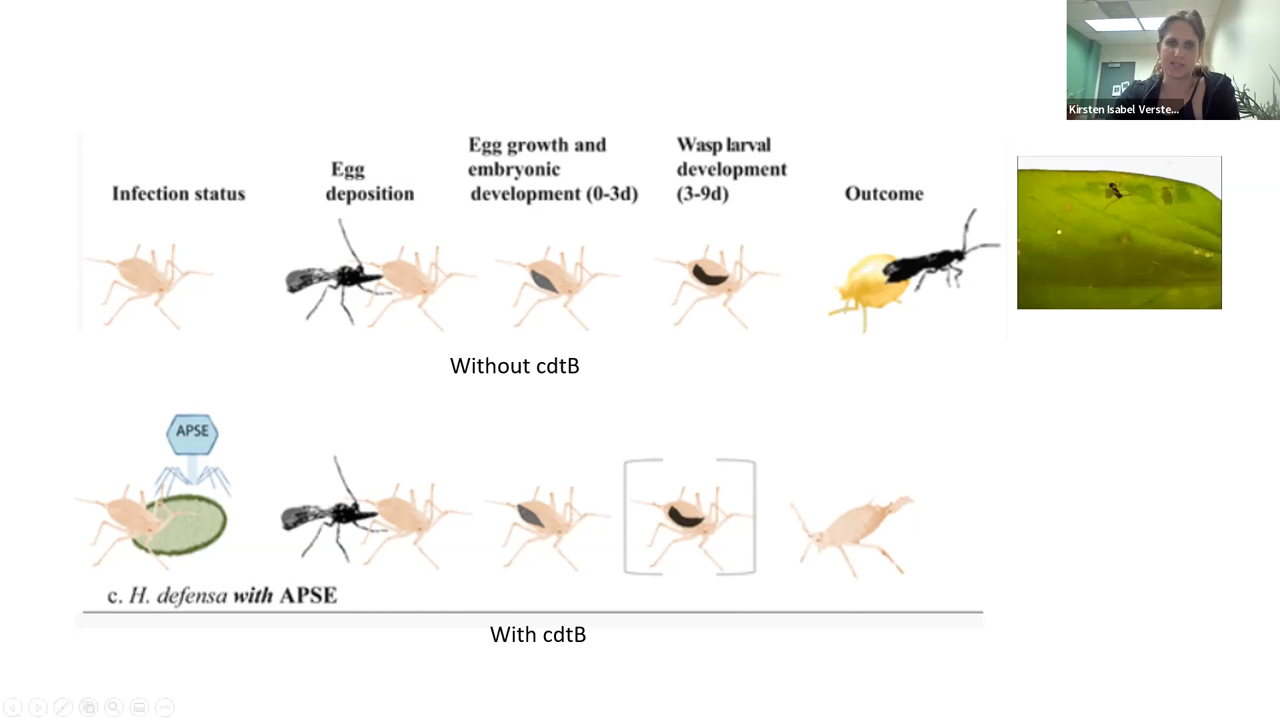 Kirsten Isabel Verste...
Egg growth and
embryonic
development (0-3d)
Wasp larval
development
(3-9d)
Egg
deposition
Infection status
Outcome
Without cdtB
APSE
c. H. defensa with APSE
With cdtB